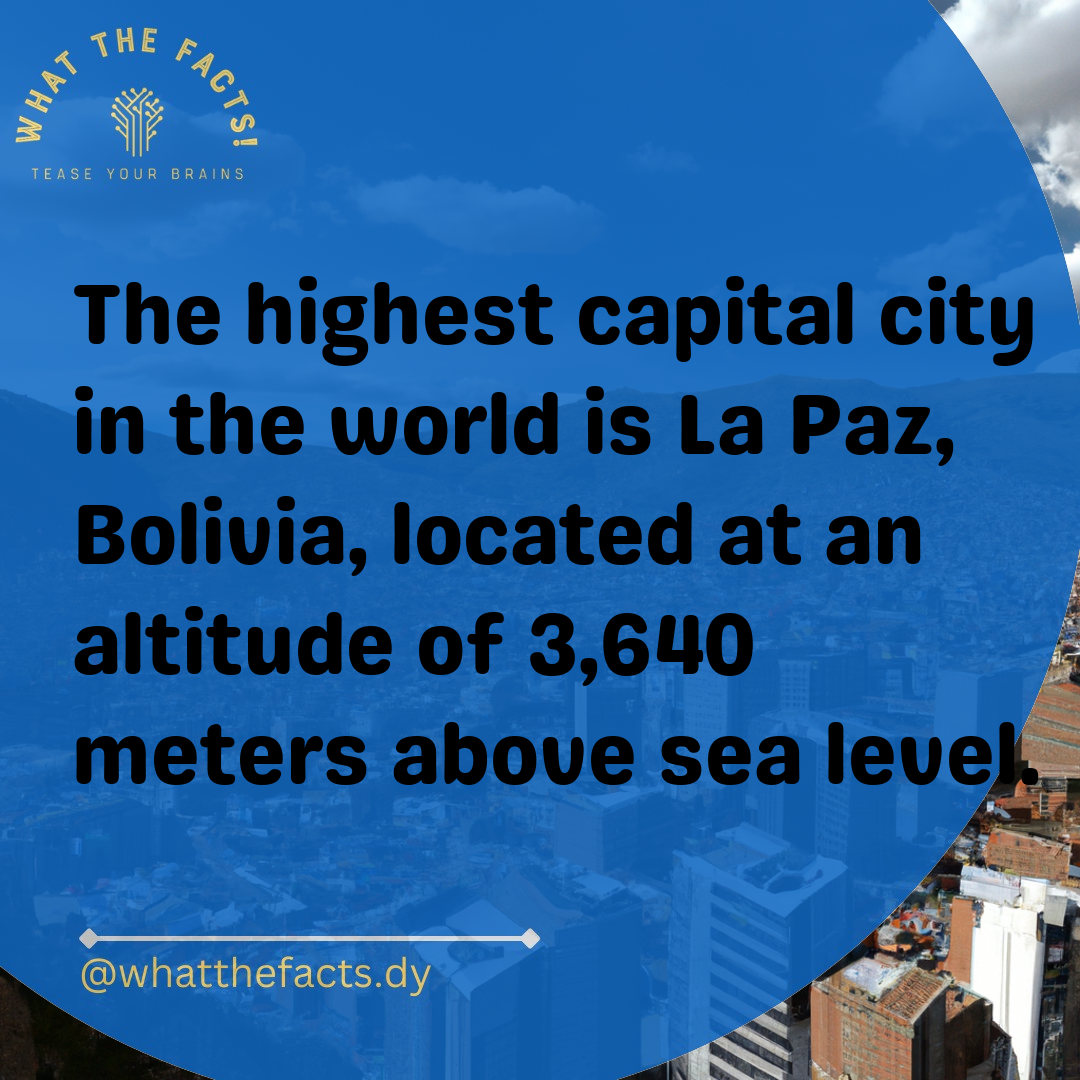 WHAT THE FACTS!
TEASE YOUR BRAINS
The highest capital city
in the world is La Paz,
Bolivia, located at an
altitude of 3,640
meters above sea level.
@whatthefacts.dy